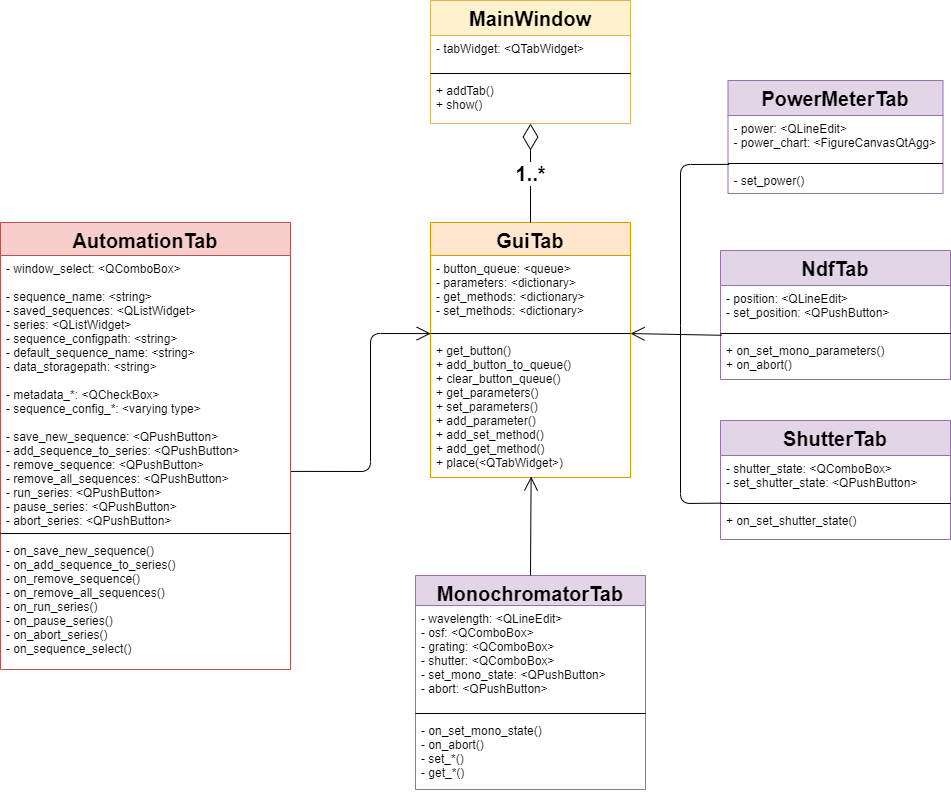 MainWindow
- tabWidget: <QTabWidget>
+ addTab()
+ show()
1..*
PowerMeterTab
- power: <QLineEdit>
- power_chart: <FigureCanvasQtAgg>
- set_power()
AutomationTab
- window_select: <QComboBox>
- sequence_name: <string>
- saved_sequences: <QListWidget>
- series: <QListWidget>
- sequence_configpath: <string>
- default_sequence_name: <string>
- data_storagepath: <string>
- metadata_*: <QCheckBox>
- sequence_config_*: <varying type>
- save_new_sequence: <QPushButton>
- add_sequence_to_series: <QPushButton>
- remove_sequence: <QPushButton>
- remove_all_sequences: <QPushButton>
- run_series: <QPushButton>
- pause_series: <QPushButton>
- abort_series: <QPushButton>
- on_save_new_sequence()
- on_add_sequence_to_series()
- on_remove_sequence()
- on_remove_all_sequences()
- on_run_series()
- on_pause_series()
- on_abort_series()
- on_sequence_select()
GuiTab
- button_queue: <queue>
- parameters: <dictionary>
- get_methods: <dictionary>
- set_methods: <dictionary>
+ get_button()
+ add_button_to_queue()
+ clear_button_queue()
+ get_parameters()
+ set_parameters()
+ add_parameter()
+ add_set_method()
+ add_get_method()
+ place(<QTabWidget>)
NdfTab
- position: <QLineEdit>
- set_position: <QPushButton>
+ on_set_mono_parameters()
+ on_abort()
ShutterTab
- shutter_state: <QComboBox>
- set_shutter_state: <QPushButton>
+ on_set_shutter_state()
MonochromatorTab
- wavelength: <QLineEdit>
- osf: <QComboBox>
- grating: <QComboBox>
- shutter: <QComboBox>
- set_mono_state: <QPushButton>
- abort: <QPushButton>
- on_set_mono_state()
- on_abort()
- set_*()
- get_*()